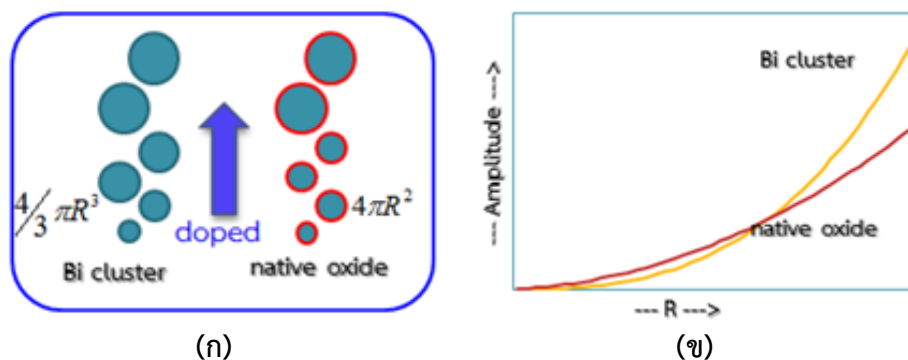 4/3 πR³
Bi cluster
doped
4πR²
native oxide
(ก)
--- Amplitude --->
Bi cluster
native oxide
--- R --->
(ข)